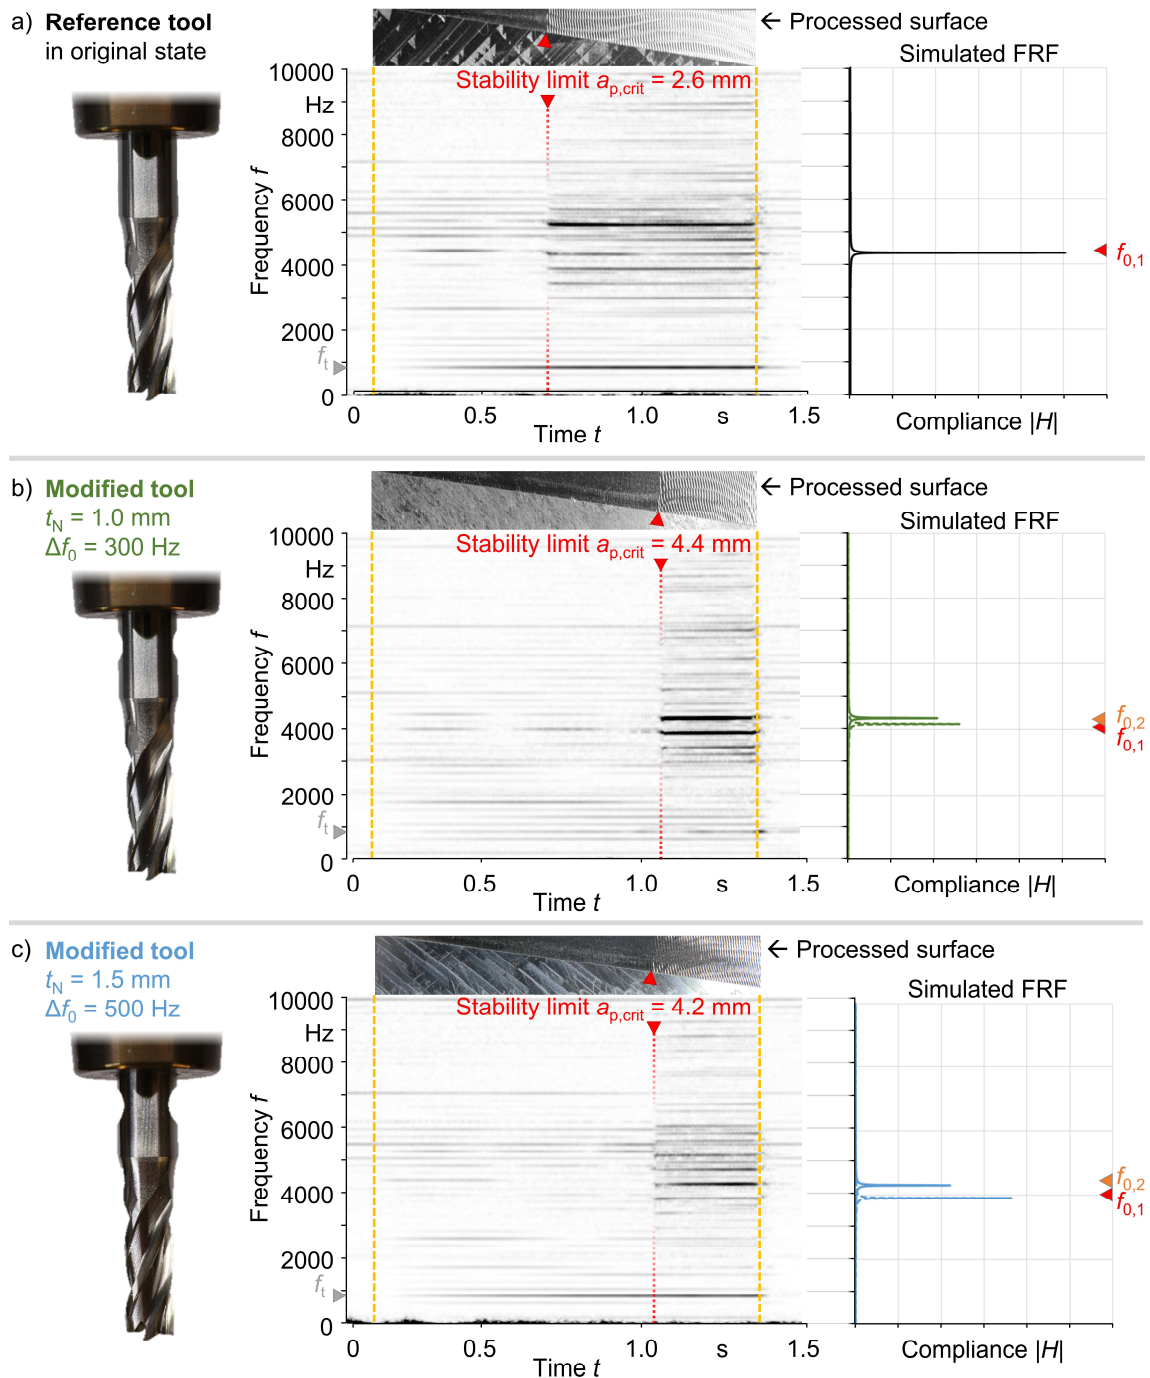 a) Reference tool
in original state
← Processed surface
Simulated FRF
Stability limit ap,crit = 2.6 mm
10000
Hz
8000
6000
4000
2000
0
Frequency f
ft
0 0.5 1.0 s 1.5
Time t
f0,1
Compliance |H|
b) Modified tool
tN = 1.0 mm
Δf0 = 300 Hz
← Processed surface
Simulated FRF
Stability limit ap,crit = 4.4 mm
10000
Hz
8000
6000
4000
2000
0
Frequency f
ft
0 0.5 1.0 s 1.5
Time t
f0,2
f0,1
Compliance |H|
c) Modified tool
tN = 1.5 mm
Δf0 = 500 Hz
← Processed surface
Simulated FRF
Stability limit ap,crit = 4.2 mm
10000
Hz
8000
6000
4000
2000
0
Frequency f
ft
0 0.5 1.0 s 1.5
Time t
f0,2
f0,1
Compliance |H|